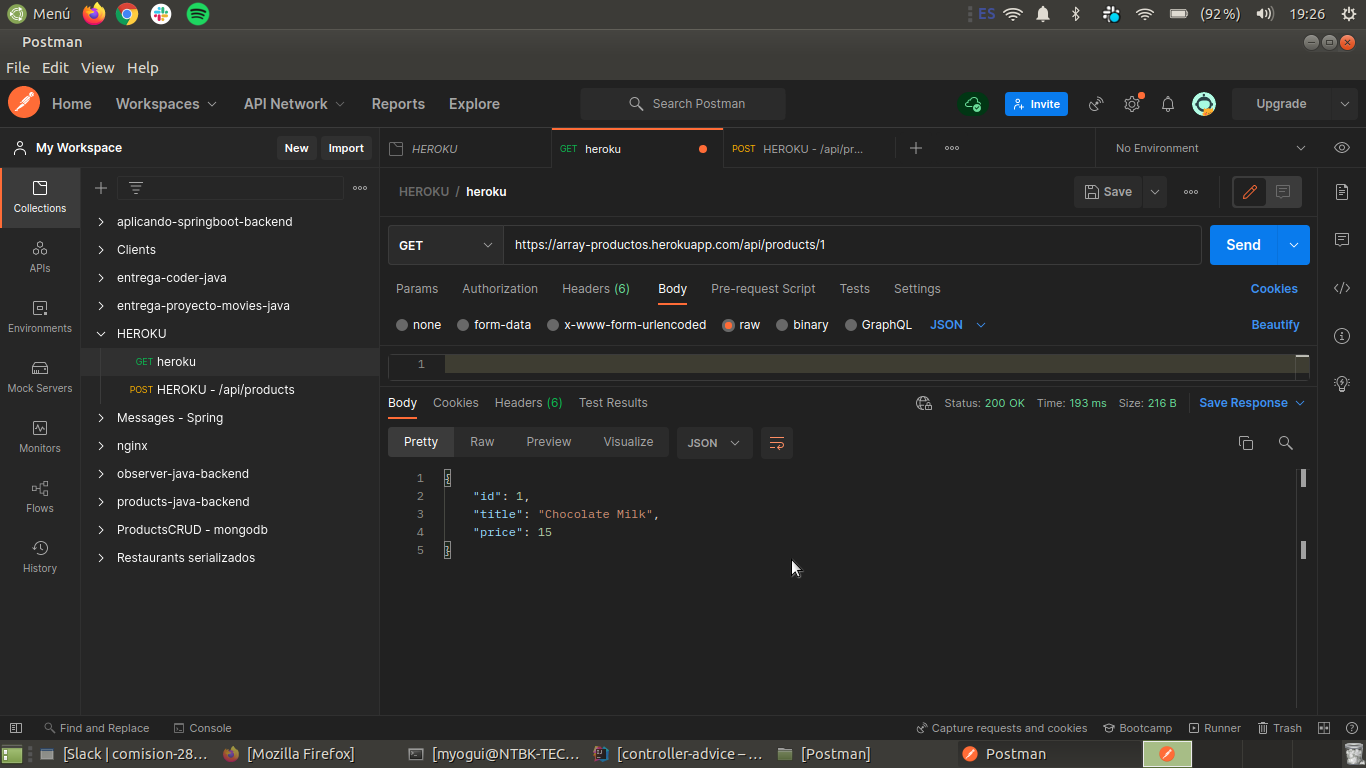 Menú ES (92%) 19:26
Postman
File Edit View Help
Home Workspaces API Network Reports Explore Search Postman Invite Upgrade
My Workspace New Import HEROKU GET heroku POST HEROKU - /api/pr... No Environment
HEROKU / heroku Save
Collections
APIs
Environments
Mock Servers
Monitors
Flows
History
aplicando-springboot-backend
Clients
entrega-coder-java
entrega-proyecto-movies-java
HEROKU
GET heroku
POST HEROKU - /api/products
Messages - Spring
nginx
observer-java-backend
products-java-backend
ProductsCRUD - mongodb
Restaurants serializados
GET https://array-productos.herokuapp.com/api/products/1 Send
Params Authorization Headers (6) Body Pre-request Script Tests Settings Cookies
none form-data x-www-form-urlencoded raw binary GraphQL JSON Beautify
1
Body Cookies Headers (6) Test Results Status: 200 OK Time: 193 ms Size: 216 B Save Response
Pretty Raw Preview Visualize JSON
1 {
2 "id": 1,
3 "title": "Chocolate Milk",
4 "price": 15
5 }
Find and Replace Console Capture requests and cookies Bootcamp Runner Trash
[Slack | comision-28... [Mozilla Firefox] [myogui@NTBK-TEC... [controller-advice – ... [Postman] Postman